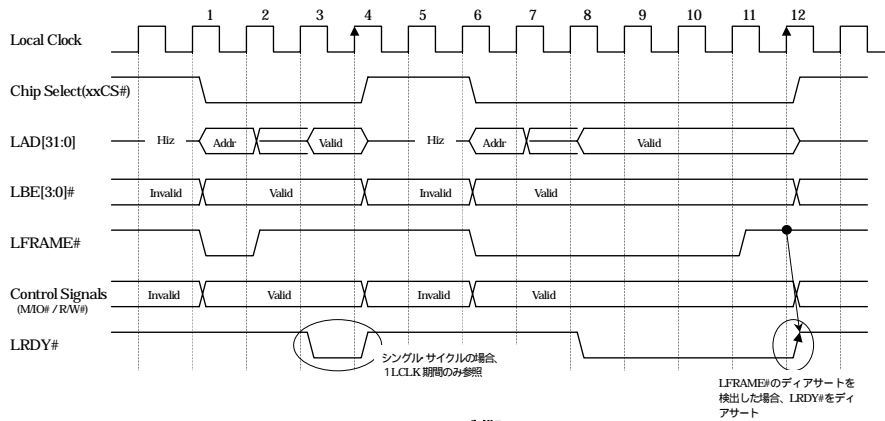 1 2 3 4 5 6 7 8 9 10 11 12
Local Clock
Chip Select(xxCS#)
LAD[31:0] Hiz Addr Valid Hiz Addr Valid
LBE[3:0]# Invalid Valid Invalid Valid
LFRAME#
Control Signals Invalid Valid Invalid Valid
(M/IO# / R/W#)
LRDY#
シングル サイクルの場合、
1 LCLK 期間のみ参照
LFRAME#のディアサートを
検出した場合、LRDY#をディ
アサート